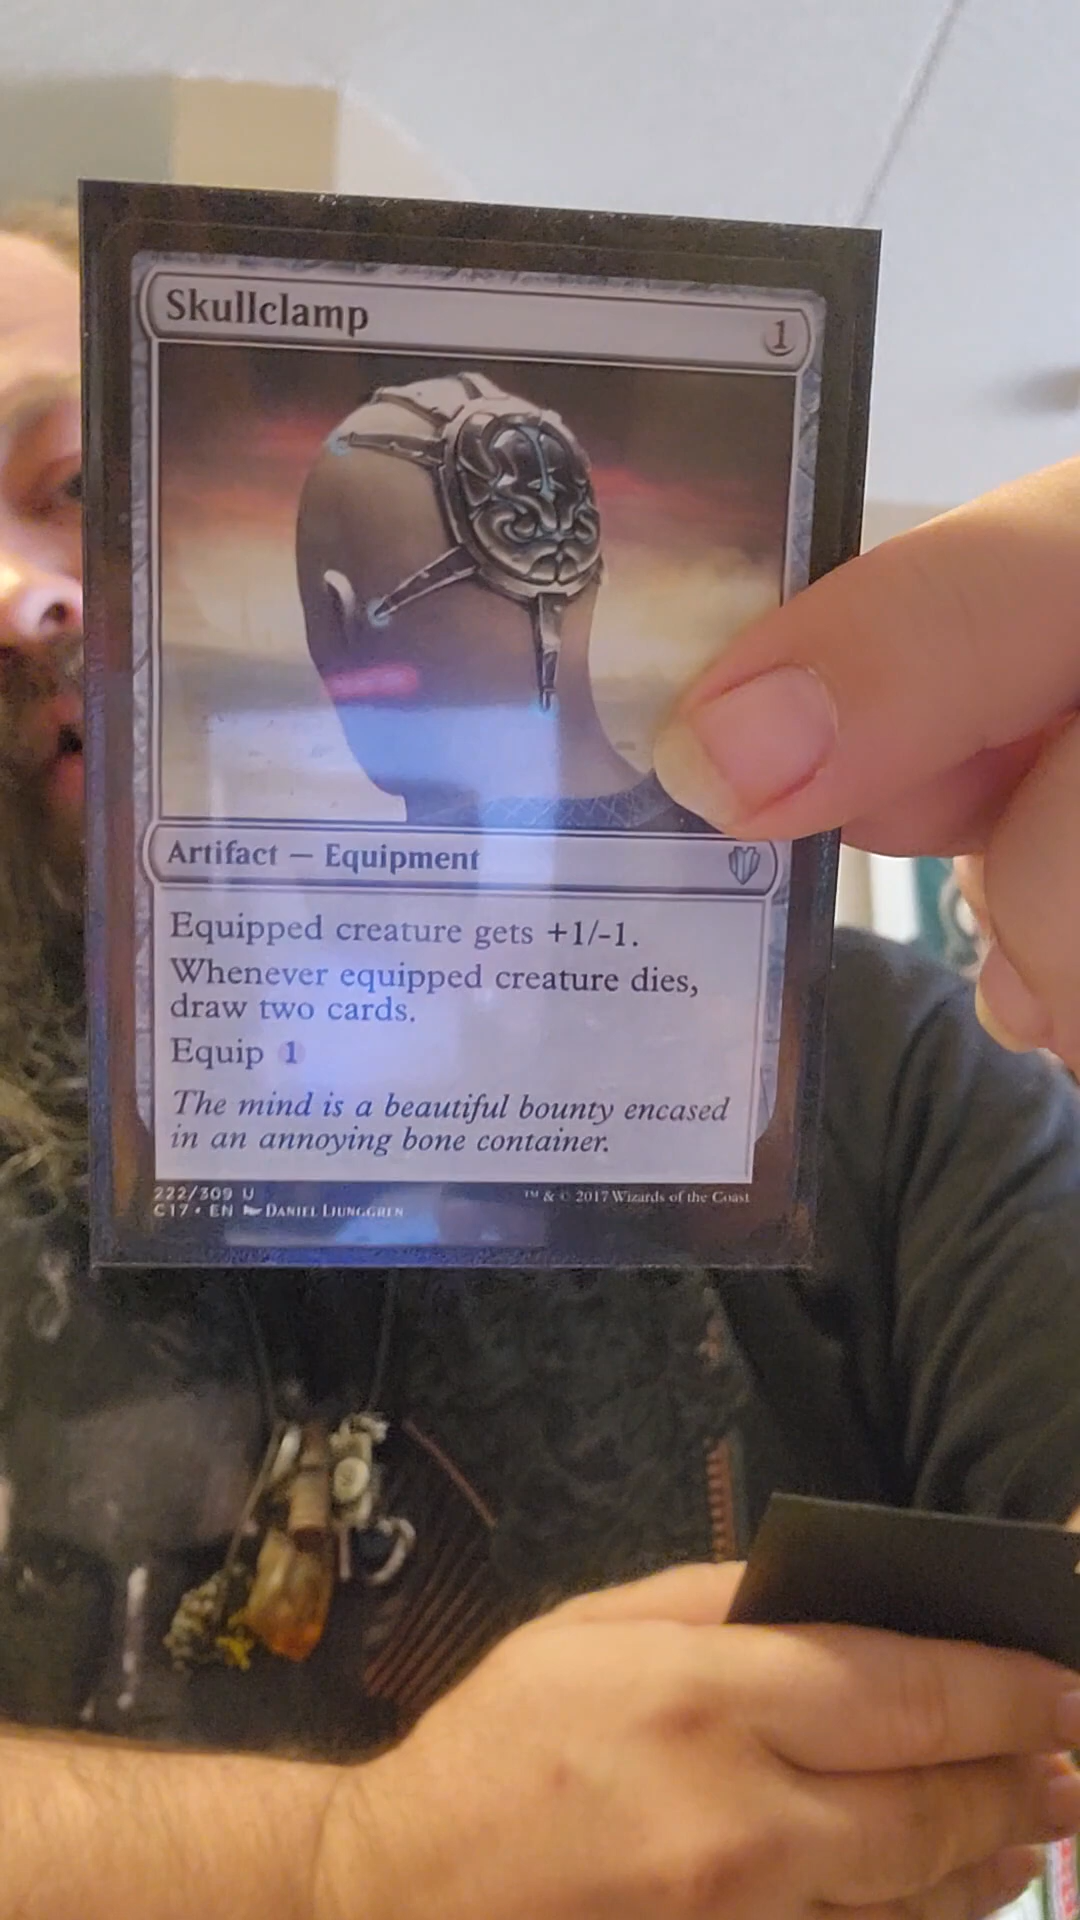 Skullclamp 1
Artifact — Equipment
Equipped creature gets +1/-1.
Whenever equipped creature dies,
draw two cards.
Equip 1
The mind is a beautiful bounty encased
in an annoying bone container.
222/309 U
C17 • EN Daniel Ljunggren
™ & © 2017 Wizards of the Coast